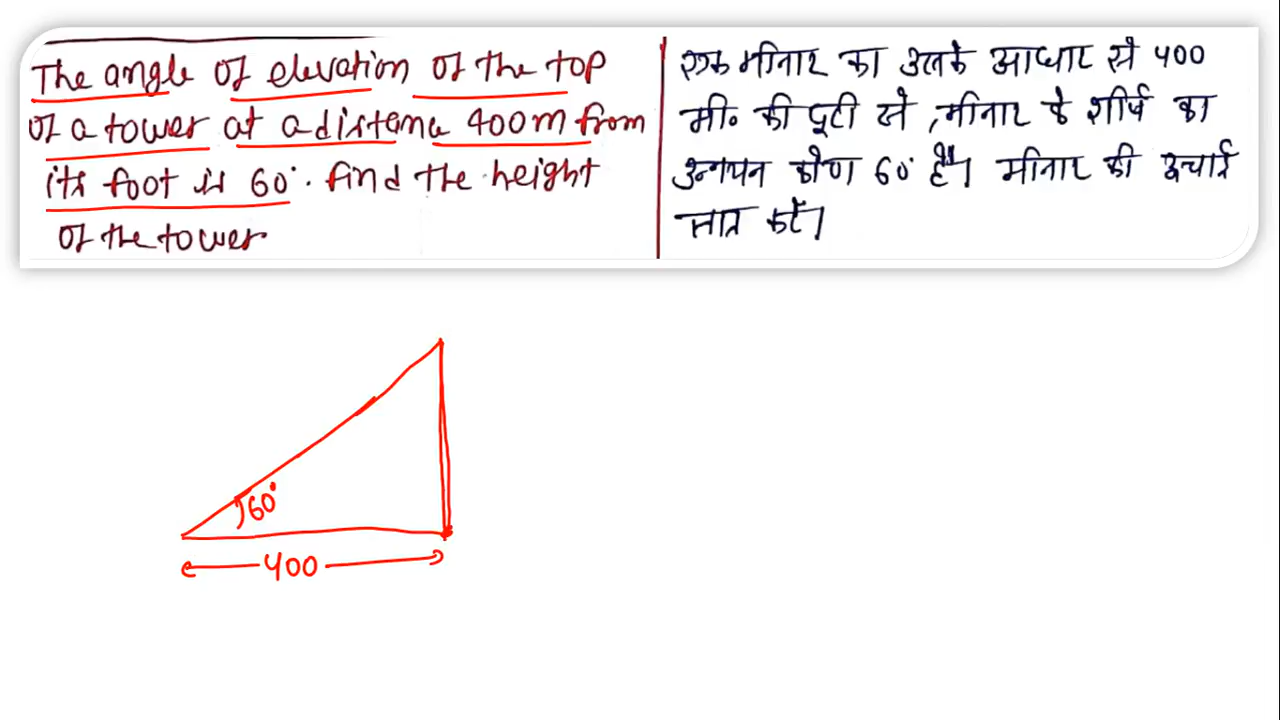 The angle of elevation of the top
of a tower at a distance 400m from
its foot is 60°. find the height
of the tower
एक मीनार का उसके आधार से 400
मी० की दूरी से, मीनार के शीर्ष का
उन्नयन कोण 60° है। मीनार की ऊचाई
ज्ञात करें।
60°
400